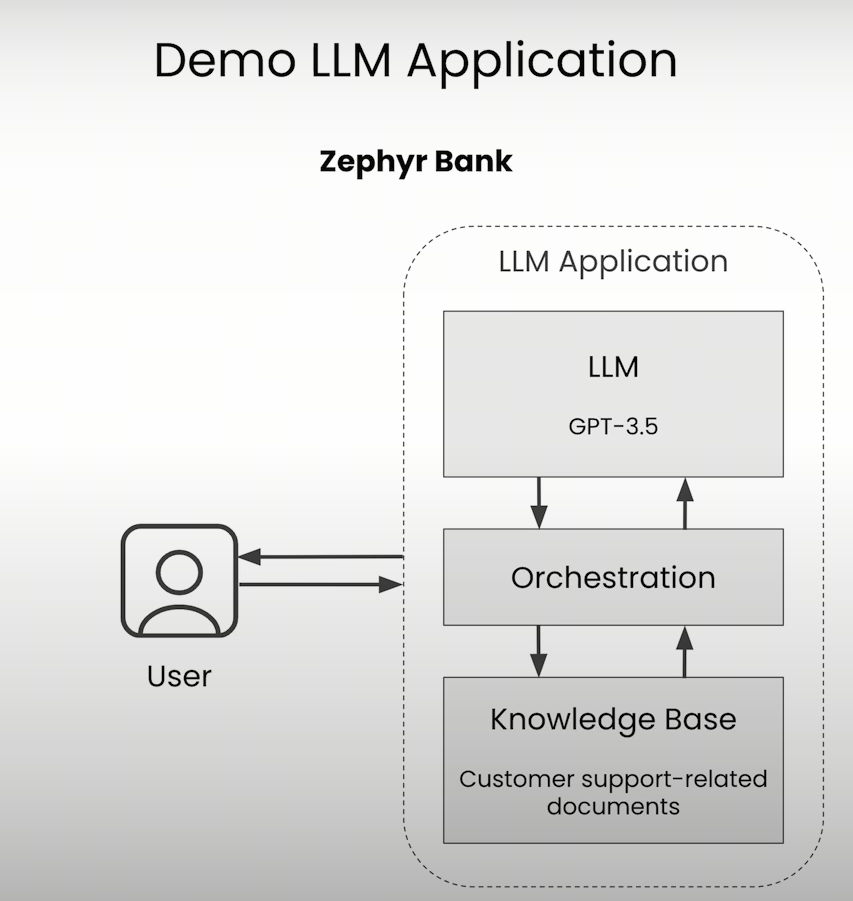 Demo LLM Application
Zephyr Bank
LLM Application
LLM
GPT-3.5
Orchestration
User
Knowledge Base
Customer support-related
documents